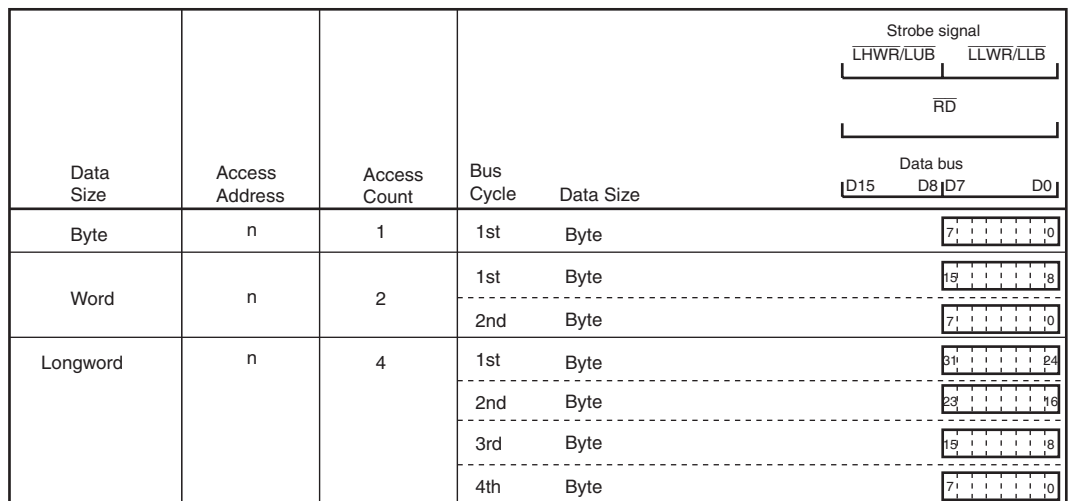 Strobe signal
LHWR/LUB LLWR/LLB
RD
Data Size Access Address Access Count Bus Cycle Data Size Data bus
D15 D8 D7 D0
Byte n 1 1st Byte 7 0
Word n 2 1st Byte 15 8
2nd Byte 7 0
Longword n 4 1st Byte 31 24
2nd Byte 23 16
3rd Byte 15 8
4th Byte 7 0